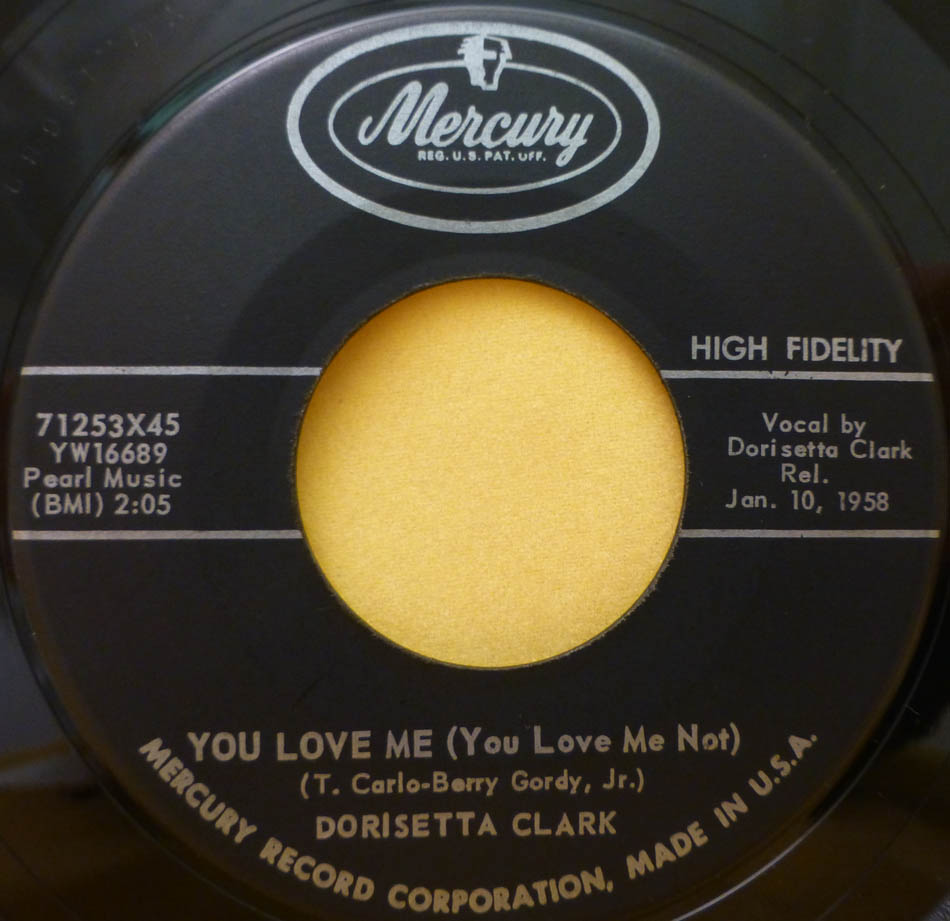 Mercury
REG. U.S. PAT. OFF.
HIGH FIDELITY
71253X45
YW16689
Pearl Music
(BMI) 2:05
Vocal by
Dorisetta Clark
Rel.
Jan. 10, 1958
YOU LOVE ME (You Love Me Not)
(T. Carlo-Berry Gordy, Jr.)
DORISETTA CLARK
MERCURY RECORD CORPORATION, MADE IN U.S.A.